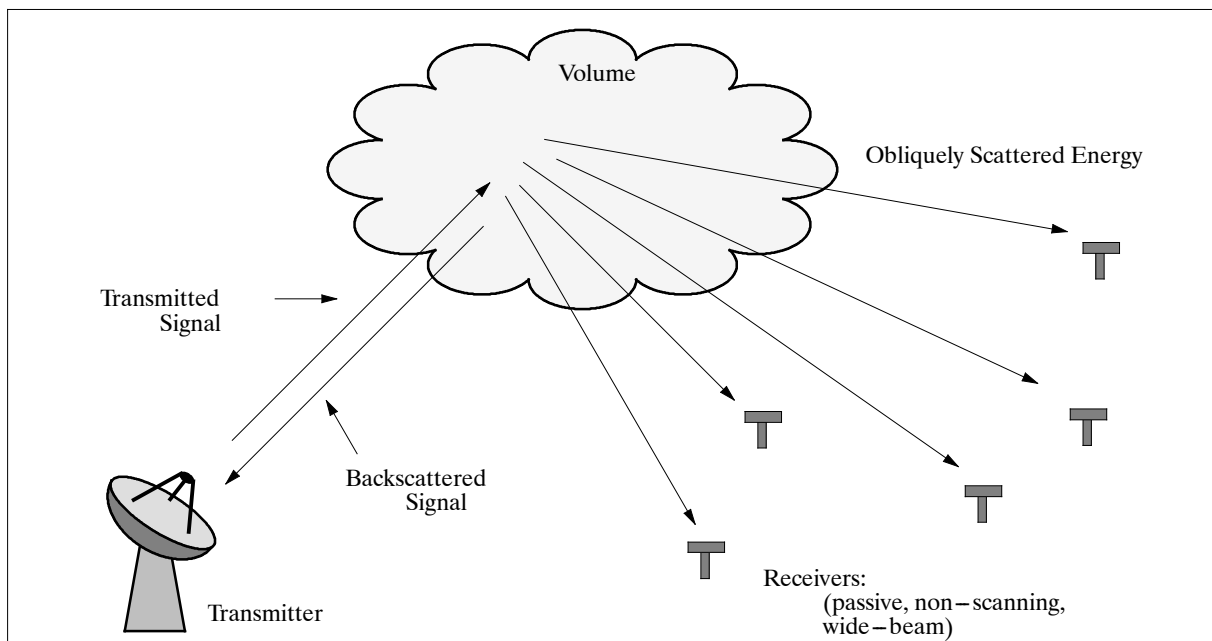 Volume
Obliquely Scattered Energy
Transmitted
Signal
Backscattered
Signal
Transmitter
Receivers:
(passive, non-scanning,
wide-beam)